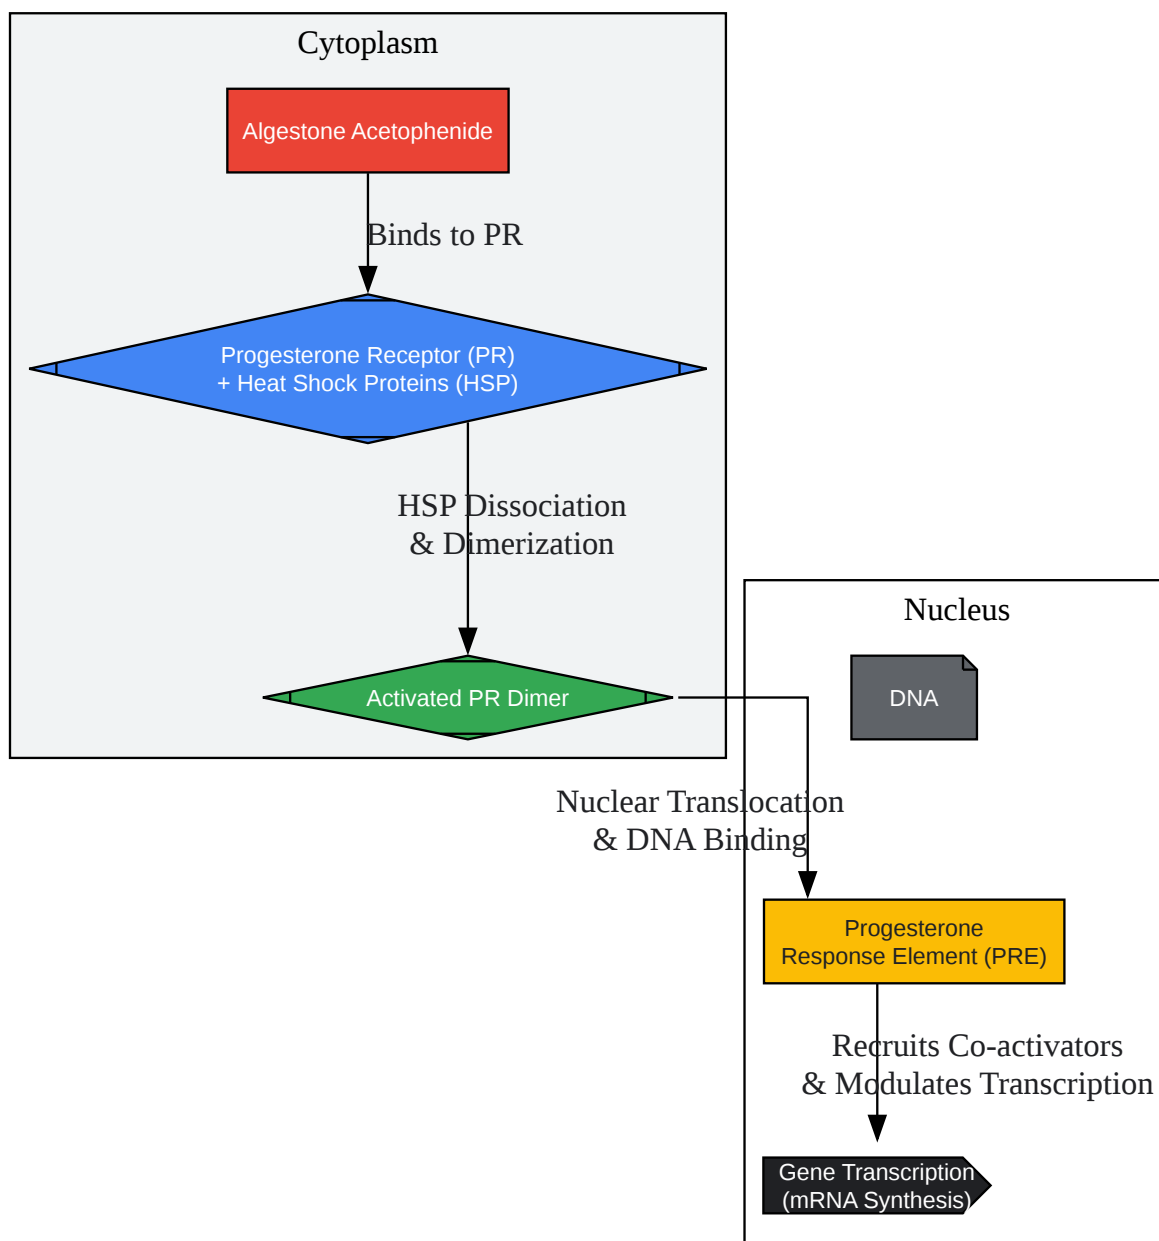 Cytoplasm
Algestone Acetophenide
Binds to PR
Progesterone Receptor (PR)
+ Heat Shock Proteins (HSP)
HSP Dissociation
& Dimerization
Nucleus
Activated PR Dimer
DNA
Nuclear Translocation
& DNA Binding
Progesterone
Response Element (PRE)
Recruits Co-activators
& Modulates Transcription
Gene Transcription
(mRNA Synthesis)